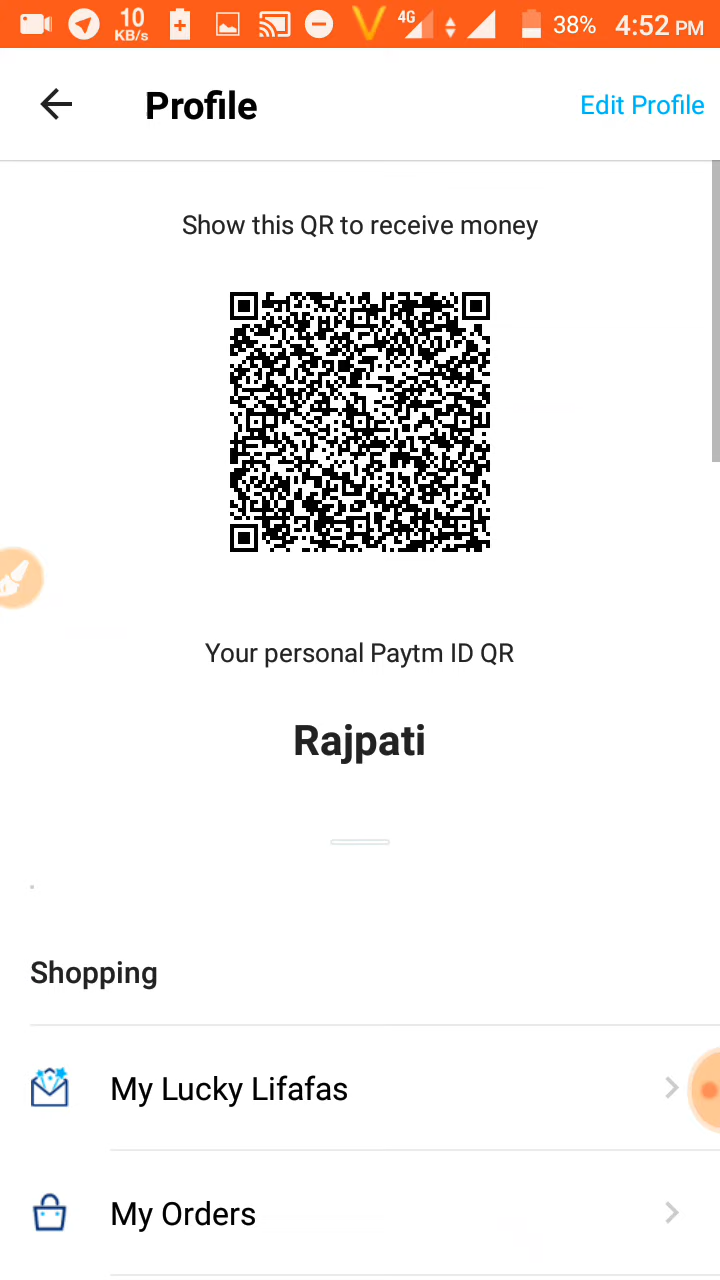 10
KB/s
4G
38%
4:52 PM
Profile
Edit Profile
Show this QR to receive money
Your personal Paytm ID QR
Rajpati
Shopping
My Lucky Lifafas
My Orders